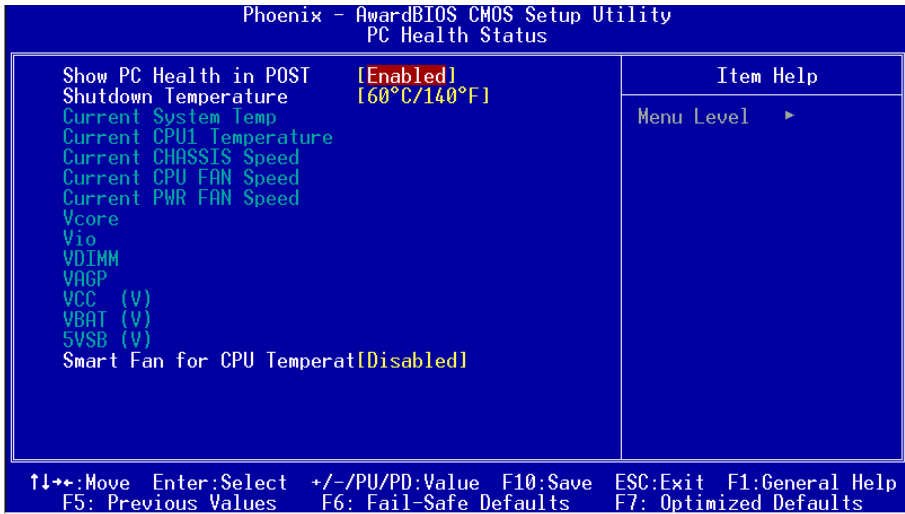 Phoenix - AwardBIOS CMOS Setup Utility
PC Health Status
Show PC Health in POST [Enabled]
Shutdown Temperature [60°C/140°F]
Current System Temp
Current CPU1 Temperature
Current CHASSIS Speed
Current CPU FAN Speed
Current PWR FAN Speed
Vcore
Vio
VDIMM
VAGP
VCC (V)
VBAT (V)
5VSB (V)
Smart Fan for CPU Temperat[Disabled]
Item Help
Menu Level ►
↑↓→←:Move Enter:Select +/-/PU/PD:Value F10:Save ESC:Exit F1:General Help
F5: Previous Values F6: Fail-Safe Defaults F7: Optimized Defaults